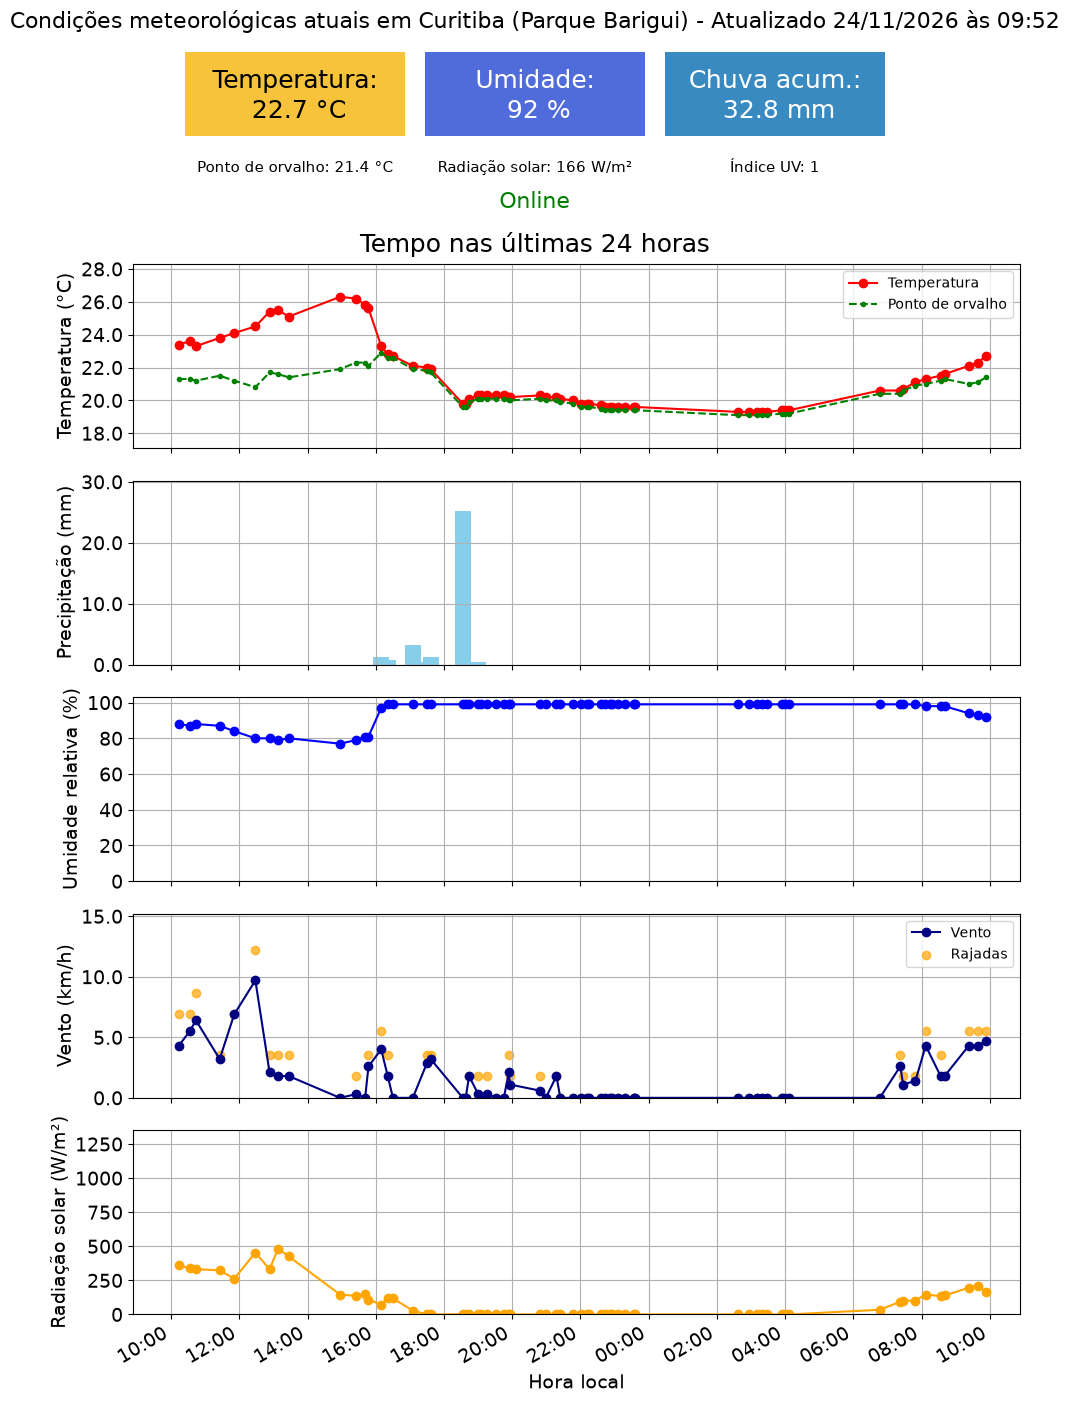 Condições meteorológicas atuais em Curitiba (Parque Barigui) - Atualizado 24/11/2026 às 09:52
Temperatura:
22.7 °C
Umidade:
92 %
Chuva acum.:
32.8 mm
Ponto de orvalho: 21.4 °C
Radiação solar: 166 W/m²
Índice UV: 1
Online
Tempo nas últimas 24 horas
Temperatura (°C)
28.0
26.0
24.0
22.0
20.0
18.0
Temperatura
Ponto de orvalho
Precipitação (mm)
30.0
20.0
10.0
0.0
Umidade relativa (%)
100
80
60
40
20
0
Vento (km/h)
15.0
10.0
5.0
0.0
Vento
Rajadas
Radiação solar (W/m²)
1250
1000
750
500
250
0
10:00
12:00
14:00
16:00
18:00
20:00
22:00
00:00
02:00
04:00
06:00
08:00
10:00
Hora local